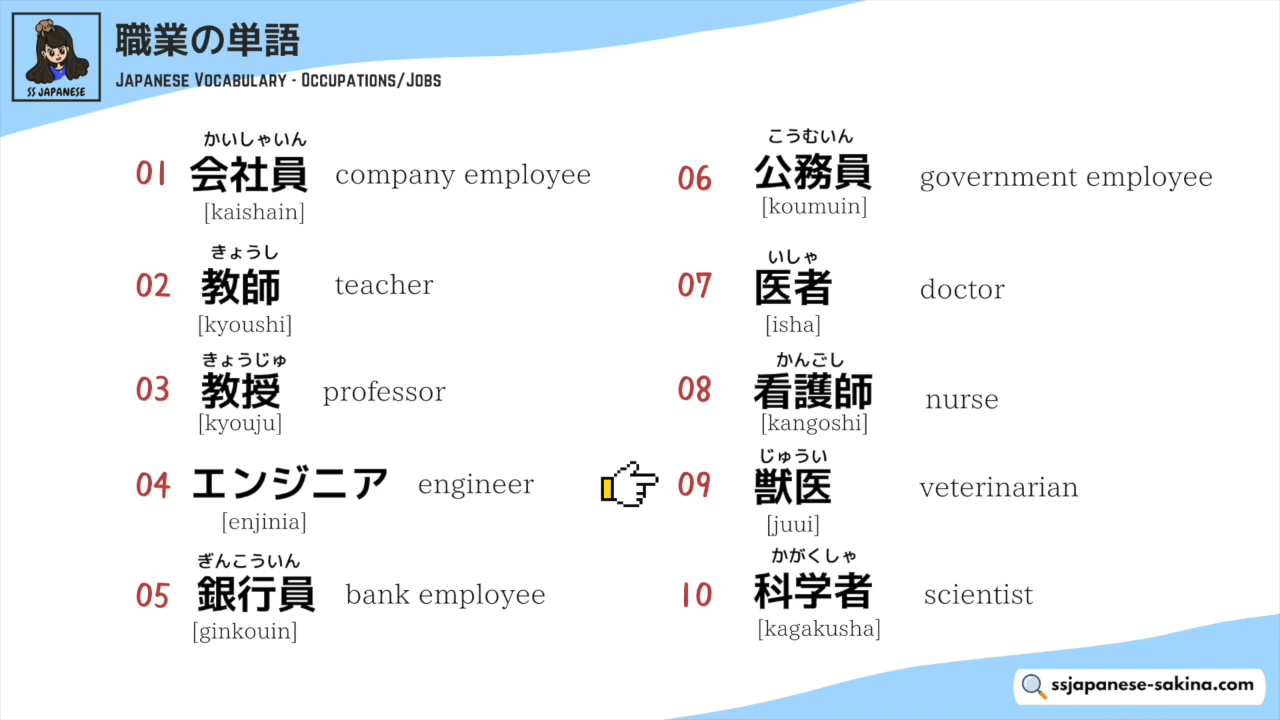 SS JAPANESE
職業の単語
JAPANESE VOCABULARY - OCCUPATIONS/JOBS
かいしゃいん
01 会社員 company employee
[kaishain]
きょうし
02 教師 teacher
[kyoushi]
きょうじゅ
03 教授 professor
[kyouju]
04 エンジニア engineer
[enjinia]
ぎんこういん
05 銀行員 bank employee
[ginkouin]
こうむいん
06 公務員 government employee
[koumuin]
いしゃ
07 医者 doctor
[isha]
かんごし
08 看護師 nurse
[kangoshi]
じゅうい
09 獣医 veterinarian
[juui]
かがくしゃ
10 科学者 scientist
[kagakusha]
ssjapanese-sakina.com